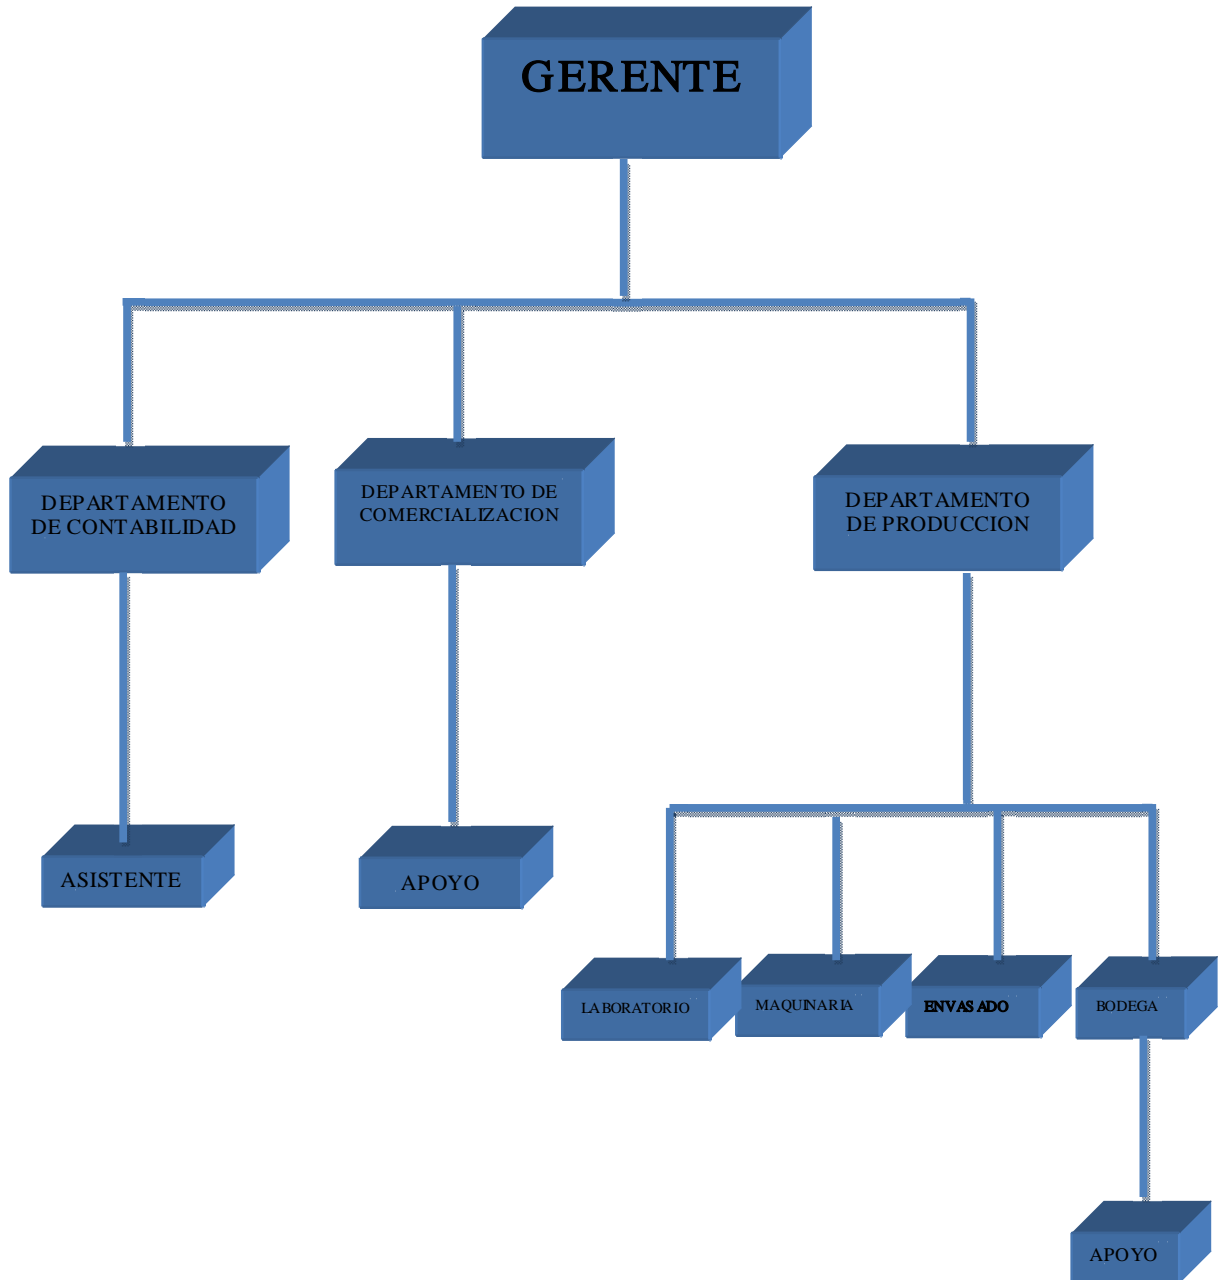 GERENTE
DEPARTAMENTO
DE CONTABILIDAD
DEPARTAMENTO DE
COMERCIALIZACION
DEPARTAMENTO
DE PRODUCCION
ASISTENTE
APOYO
LABORATORIO
MAQUINARIA
ENVASADO
BODEGA
APOYO